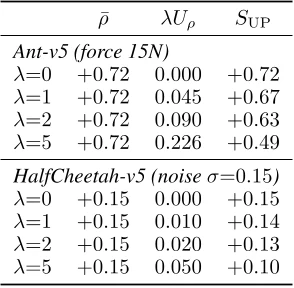 ρ̄ λU_ρ S_UP
Ant-v5 (force 15N)
λ=0 +0.72 0.000 +0.72
λ=1 +0.72 0.045 +0.67
λ=2 +0.72 0.090 +0.63
λ=5 +0.72 0.226 +0.49
HalfCheetah-v5 (noise σ=0.15)
λ=0 +0.15 0.000 +0.15
λ=1 +0.15 0.010 +0.14
λ=2 +0.15 0.020 +0.13
λ=5 +0.15 0.050 +0.10